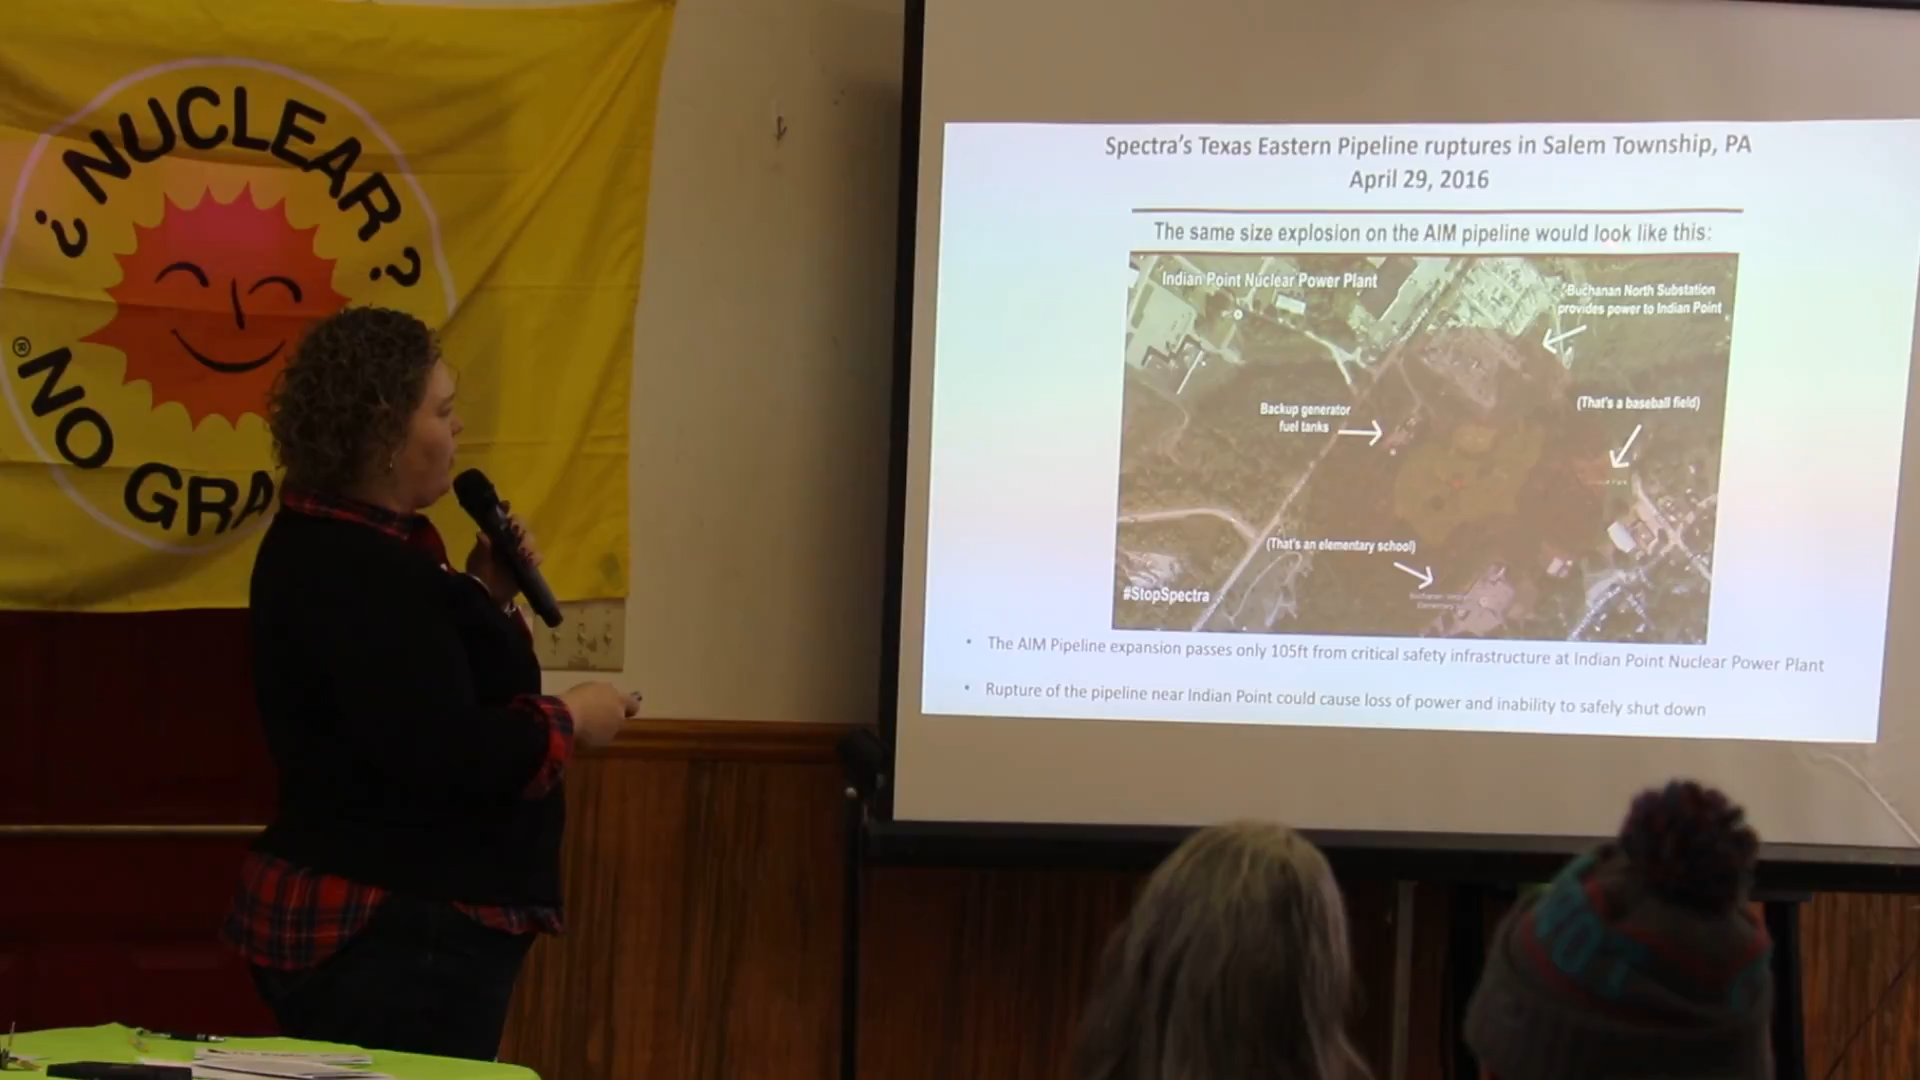 ¿NUCLEAR?
®NO GRA
Spectra's Texas Eastern Pipeline ruptures in Salem Township, PA
April 29, 2016
The same size explosion on the AIM pipeline would look like this:
Indian Point Nuclear Power Plant
Buchanan North Substation
provides power to Indian Point
Backup generator
fuel tanks
(That's a baseball field)
(That's an elementary school)
#StopSpectra
• The AIM Pipeline expansion passes only 105ft from critical safety infrastructure at Indian Point Nuclear Power Plant
• Rupture of the pipeline near Indian Point could cause loss of power and inability to safely shut down